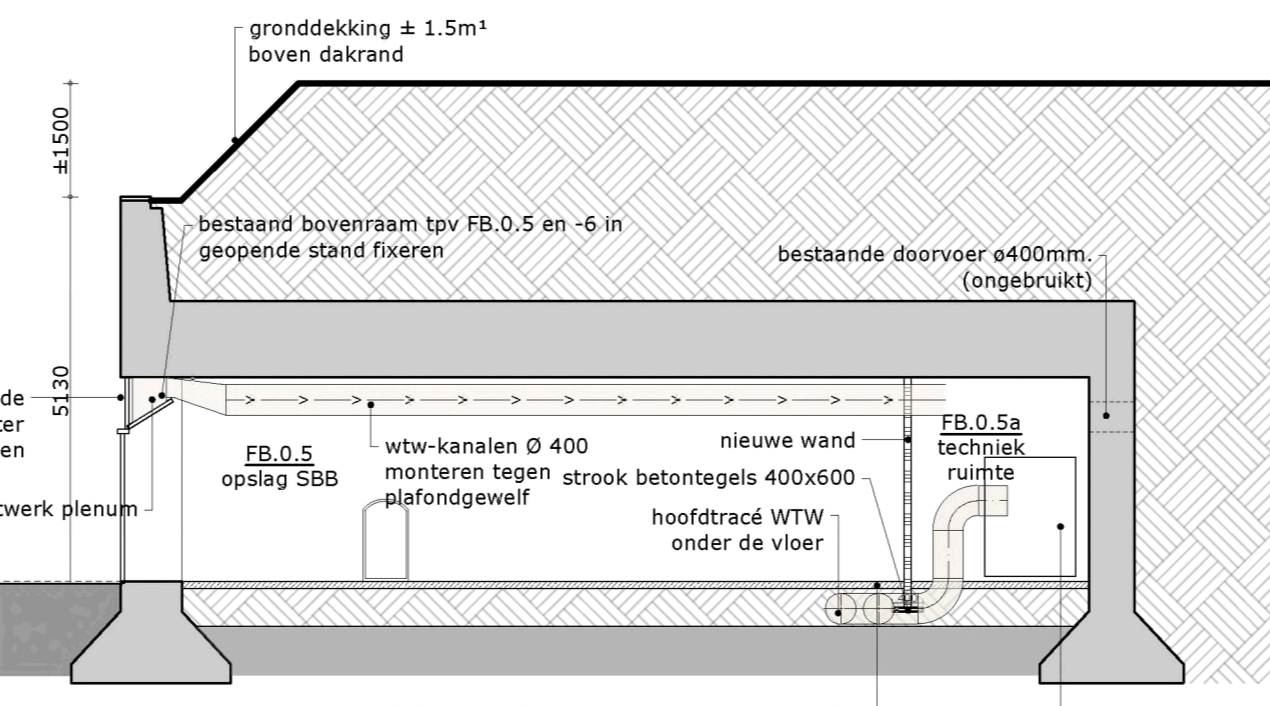 gronddekking ± 1.5m¹
boven dakrand
±1500
bestaand bovenraam tpv FB.0.5 en -6 in
geopende stand fixeren
bestaande doorvoer ø400mm.
(ongebruikt)
5130
de
ter
en
twerk plenum
FB.0.5
opslag SBB
wtw-kanalen Ø 400
monteren tegen
plafondgewelf
nieuwe wand
strook betontegels 400x600
hoofdtracé WTW
onder de vloer
FB.0.5a
techniek
ruimte